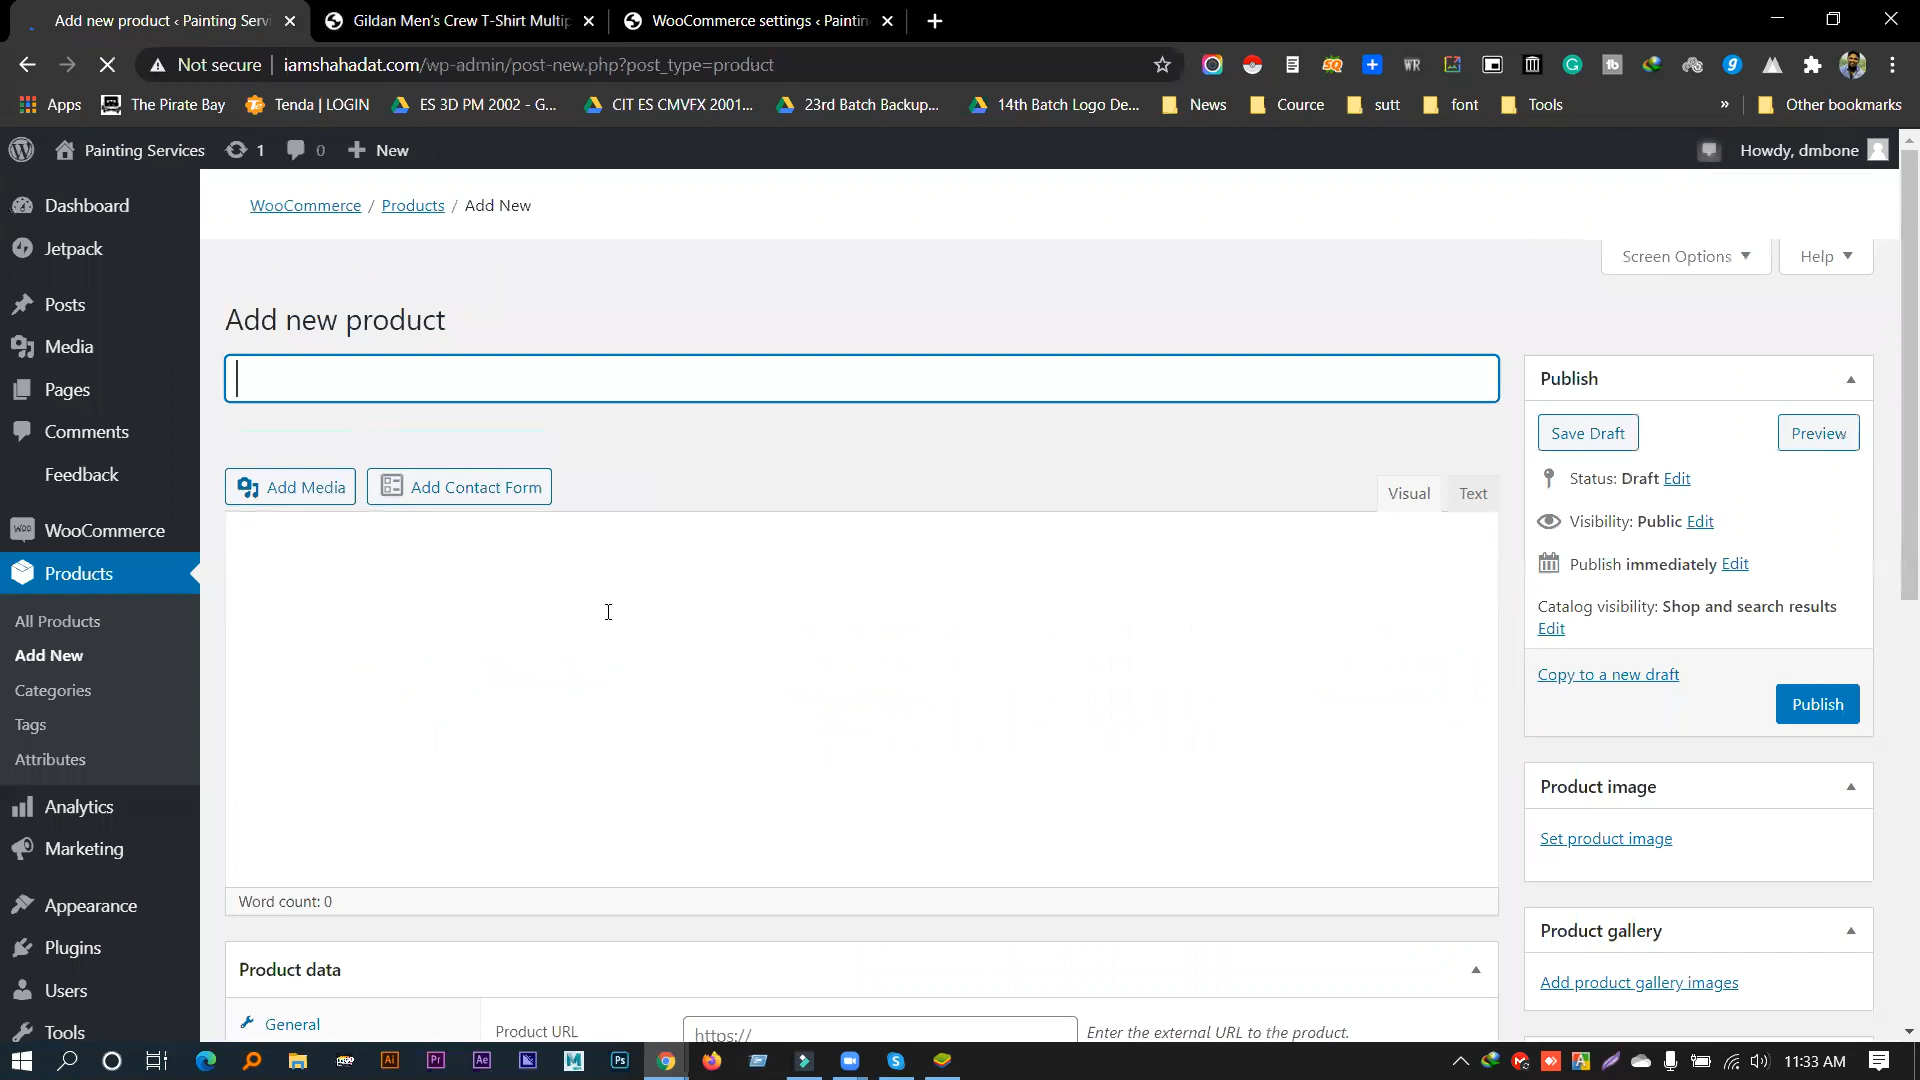 Add new product ‹ Painting Servi
Gildan Men's Crew T-Shirt Multip
WooCommerce settings ‹ Paintin
Not secure
iamshahadat.com/wp-admin/post-new.php?post_type=product
Apps
The Pirate Bay
Tenda | LOGIN
ES 3D PM 2002 - G...
CIT ES CMVFX 2001...
23rd Batch Backup...
14th Batch Logo De...
News
Cource
sutt
font
Tools
»
Other bookmarks
Painting Services
1
0
New
Howdy, dmbone
Dashboard
Jetpack
Posts
Media
Pages
Comments
Feedback
WooCommerce
Products
All Products
Add New
Categories
Tags
Attributes
Analytics
Marketing
Appearance
Plugins
Users
Tools
WooCommerce / Products / Add New
Screen Options
Help
Add new product
Add Media
Add Contact Form
Visual
Text
Word count: 0
Product data
General
Product URL
https://
Enter the external URL to the product.
Publish
Save Draft
Preview
Status: Draft Edit
Visibility: Public Edit
Publish immediately Edit
Catalog visibility: Shop and search results
Edit
Copy to a new draft
Publish
Product image
Set product image
Product gallery
Add product gallery images
11:33 AM